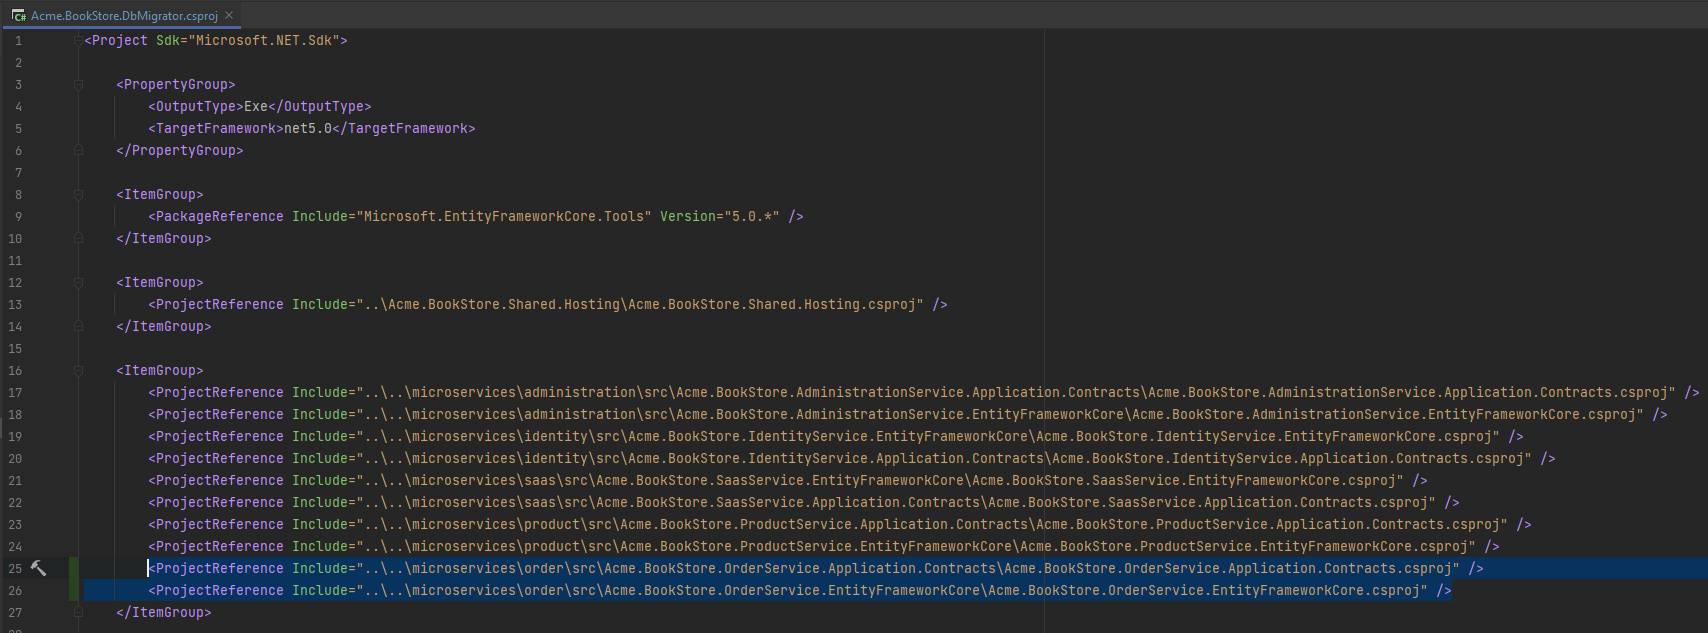 C# Acme.BookStore.DbMigrator.csproj ×
1 <Project Sdk="Microsoft.NET.Sdk">
2
3 <PropertyGroup>
4 <OutputType>Exe</OutputType>
5 <TargetFramework>net5.0</TargetFramework>
6 </PropertyGroup>
7
8 <ItemGroup>
9 <PackageReference Include="Microsoft.EntityFrameworkCore.Tools" Version="5.0.*" />
10 </ItemGroup>
11
12 <ItemGroup>
13 <ProjectReference Include="..\Acme.BookStore.Shared.Hosting\Acme.BookStore.Shared.Hosting.csproj" />
14 </ItemGroup>
15
16 <ItemGroup>
17 <ProjectReference Include="..\..\microservices\administration\src\Acme.BookStore.AdministrationService.Application.Contracts\Acme.BookStore.AdministrationService.Application.Contracts.csproj" />
18 <ProjectReference Include="..\..\microservices\administration\src\Acme.BookStore.AdministrationService.EntityFrameworkCore\Acme.BookStore.AdministrationService.EntityFrameworkCore.csproj" />
19 <ProjectReference Include="..\..\microservices\identity\src\Acme.BookStore.IdentityService.EntityFrameworkCore\Acme.BookStore.IdentityService.EntityFrameworkCore.csproj" />
20 <ProjectReference Include="..\..\microservices\identity\src\Acme.BookStore.IdentityService.Application.Contracts\Acme.BookStore.IdentityService.Application.Contracts.csproj" />
21 <ProjectReference Include="..\..\microservices\saas\src\Acme.BookStore.SaasService.EntityFrameworkCore\Acme.BookStore.SaasService.EntityFrameworkCore.csproj" />
22 <ProjectReference Include="..\..\microservices\saas\src\Acme.BookStore.SaasService.Application.Contracts\Acme.BookStore.SaasService.Application.Contracts.csproj" />
23 <ProjectReference Include="..\..\microservices\product\src\Acme.BookStore.ProductService.Application.Contracts\Acme.BookStore.ProductService.Application.Contracts.csproj" />
24 <ProjectReference Include="..\..\microservices\product\src\Acme.BookStore.ProductService.EntityFrameworkCore\Acme.BookStore.ProductService.EntityFrameworkCore.csproj" />
25 <ProjectReference Include="..\..\microservices\order\src\Acme.BookStore.OrderService.Application.Contracts\Acme.BookStore.OrderService.Application.Contracts.csproj" />
26 <ProjectReference Include="..\..\microservices\order\src\Acme.BookStore.OrderService.EntityFrameworkCore\Acme.BookStore.OrderService.EntityFrameworkCore.csproj" />
27 </ItemGroup>